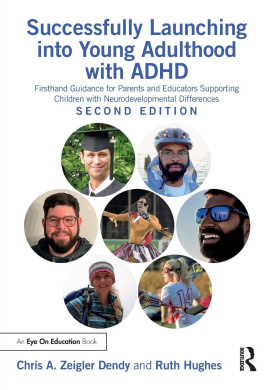 Successfully Launching
into Young Adulthood
with ADHD
Firsthand Guidance for Parents and Educators Supporting
Children with Neurodevelopmental Differences
SECOND EDITION
An Eye On Education Book
Chris A. Zeigler Dendy and Ruth Hughes
ROUTLEDGE